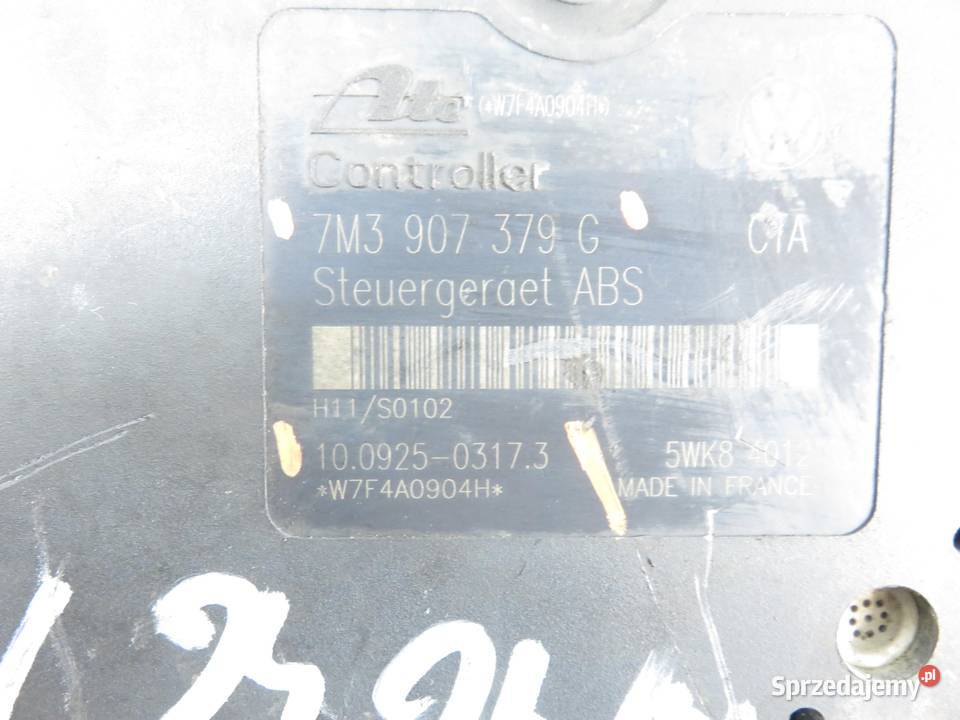 Ate (*W7F4A0904H*)
Controller
7M3 907 379 G C1A
Steuergeraet ABS
H11/S0102
10.0925-0317.3 5WK8 4012
*W7F4A0904H* MADE IN FRANCE
Sprzedajemy.pl